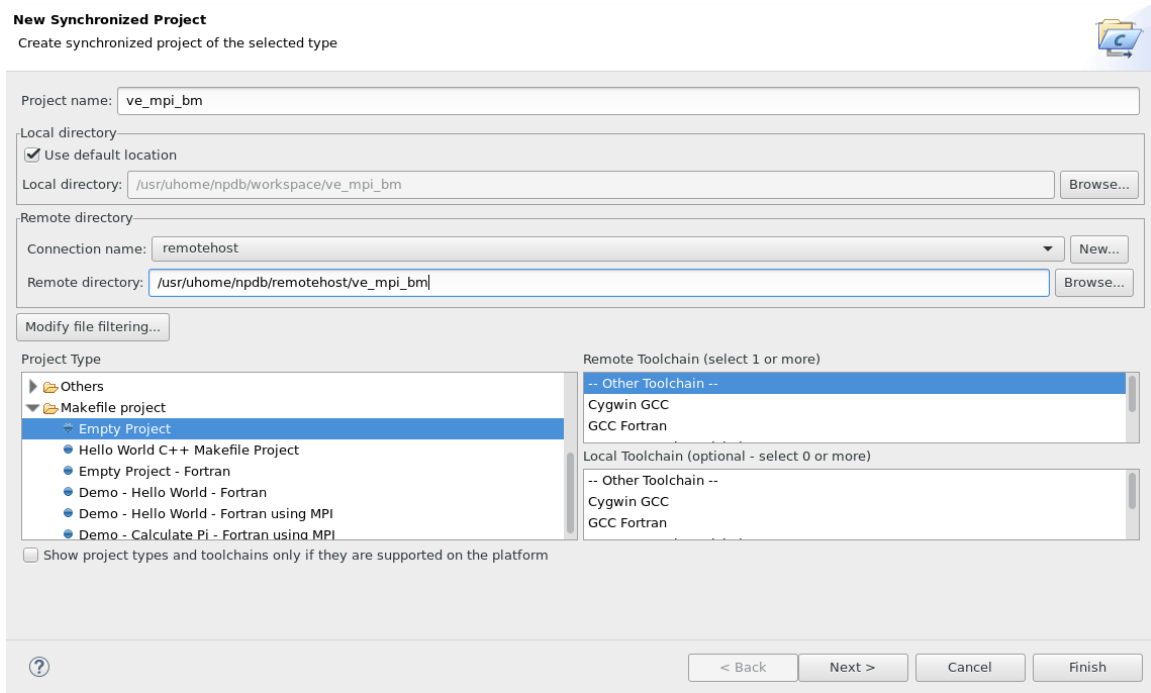 New Synchronized Project
Create synchronized project of the selected type
C
Project name: ve_mpi_bm
Local directory
Use default location
Local directory: /usr/uhome/npdb/workspace/ve_mpi_bm Browse...
Remote directory
Connection name: remotehost New...
Remote directory: /usr/uhome/npdb/remotehost/ve_mpi_bm Browse...
Modify file filtering...
Project Type
Others
Makefile project
Empty Project
Hello World C++ Makefile Project
Empty Project - Fortran
Demo - Hello World - Fortran
Demo - Hello World - Fortran using MPI
Demo - Calculate Pi - Fortran using MPI
Remote Toolchain (select 1 or more)
-- Other Toolchain --
Cygwin GCC
GCC Fortran
Local Toolchain (optional - select 0 or more)
-- Other Toolchain --
Cygwin GCC
GCC Fortran
Show project types and toolchains only if they are supported on the platform
? < Back Next > Cancel Finish